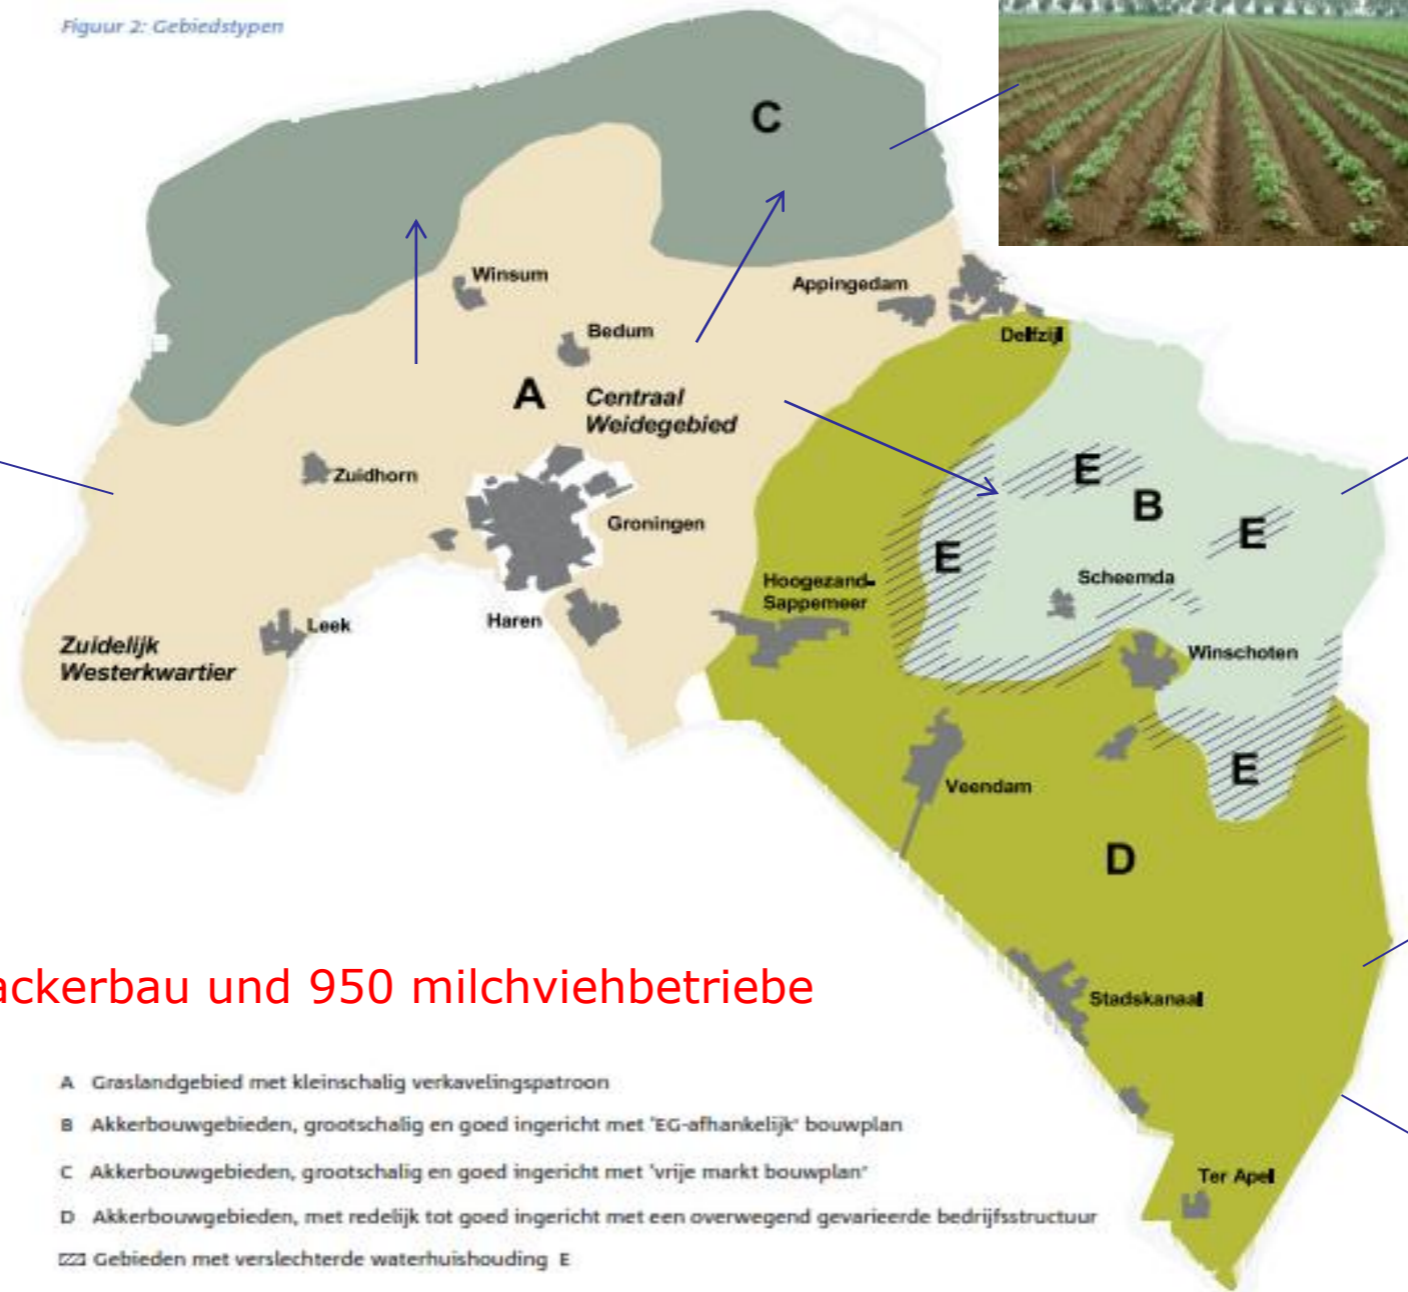 Figuur 2: Gebiedstypen
C
Winsum
Appingedam
Bedum
Delfzijl
A
Centraal
Weidegebied
E
Zuidhorn
B
Groningen
E
E
Hoogezand-
Sappemeer
Scheemda
Haren
Leek
Zuidelijk
Westerkwartier
Winschoten
E
Veendam
D
ackerbau und 950 milchviehbetriebe
Stadskanaal
A Graslandgebied met kleinschalig verkavelingspatroon
B Akkerbouwgebieden, grootschalig en goed ingericht met 'EG-afhankelijk' bouwplan
C Akkerbouwgebieden, grootschalig en goed ingericht met 'vrije markt bouwplan'
Ter Apel
D Akkerbouwgebieden, met redelijk tot goed ingericht met een overwegend gevarieerde bedrijfsstructuur
Gebieden met verslechterde waterhuishouding E